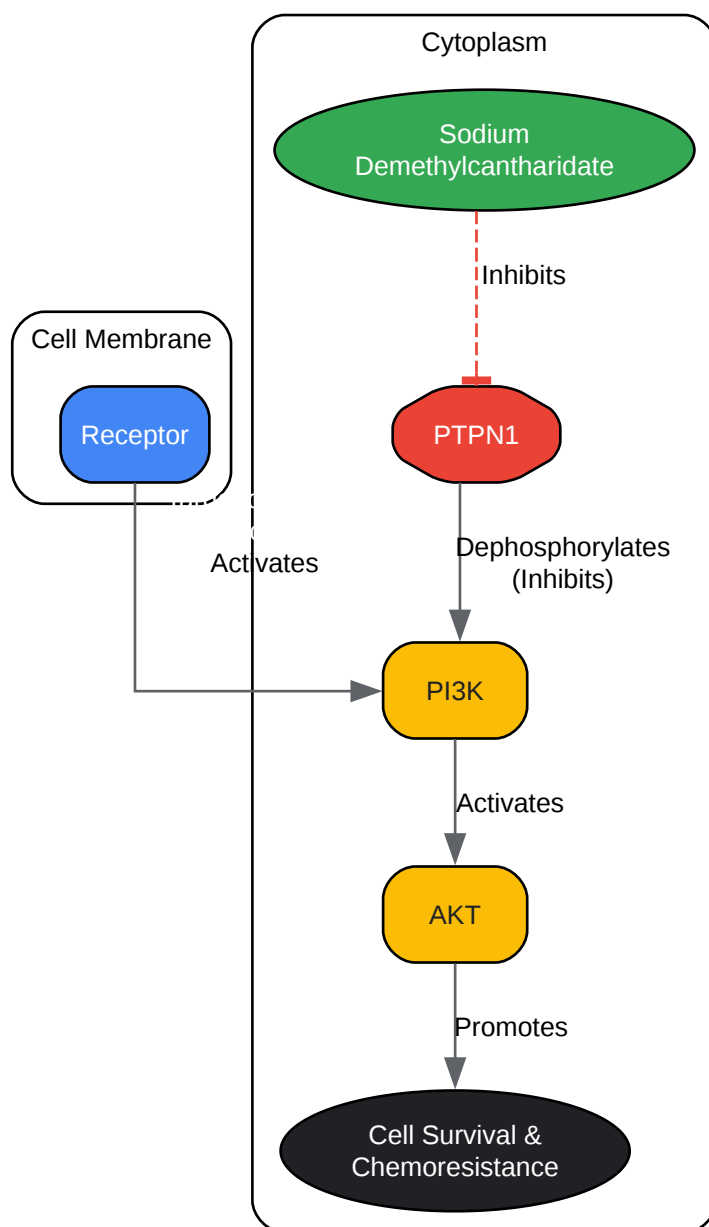 Cytoplasm
Sodium
Demethylcantharidate
Inhibits
Cell Membrane
Receptor
PTPN1
Activates
Dephosphorylates
(Inhibits)
PI3K
Activates
AKT
Promotes
Cell Survival &
Chemoresistance